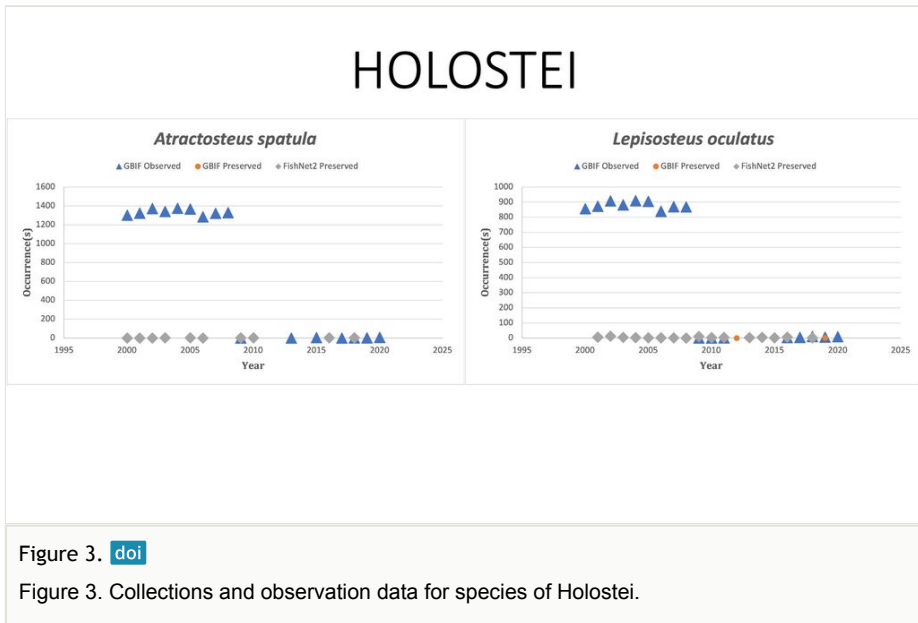 HOLOSTEI
Atractosteus spatula
GBIF Observed GBIF Preserved FishNet2 Preserved
1600
1400
1200
1000
800
600
400
200
0
Occurrence(s)
1995 2000 2005 2010 2015 2020 2025
Year
Lepisosteus oculatus
GBIF Observed GBIF Preserved FishNet2 Preserved
1000
900
800
700
600
500
400
300
200
100
0
Occurrence(s)
1995 2000 2005 2010 2015 2020 2025
Year
Figure 3. doi
Figure 3. Collections and observation data for species of Holostei.